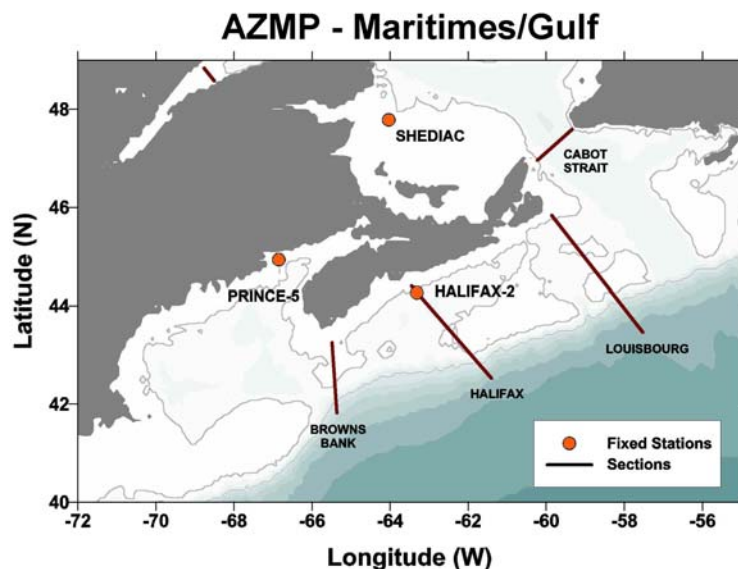 AZMP - Maritimes/Gulf
Latitude (N)
48
46
44
42
40
SHEDIAC
CABOT
STRAIT
PRINCE-5
HALIFAX-2
LOUISBOURG
HALIFAX
BROWNS
BANK
Fixed Stations
Sections
-72
-70
-68
-66
-64
-62
-60
-58
-56
Longitude (W)